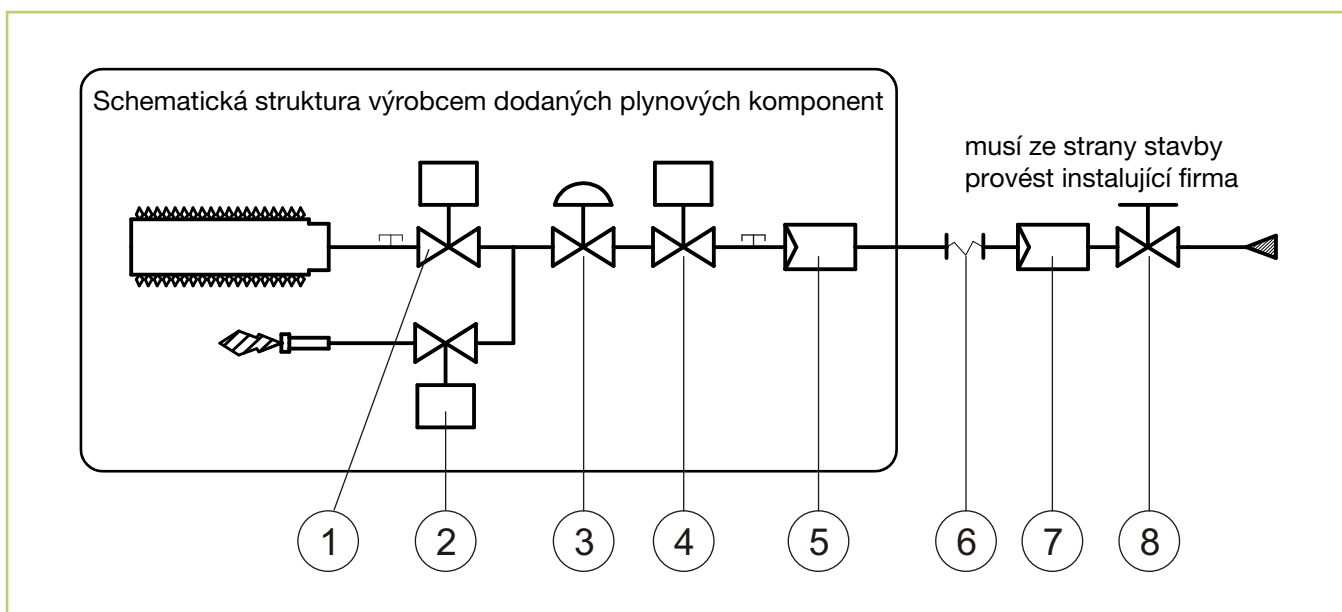 Schematická struktura výrobcem dodaných plynových komponent
musí ze strany stavby
provést instalující firma
1 2 3 4 5 6 7 8